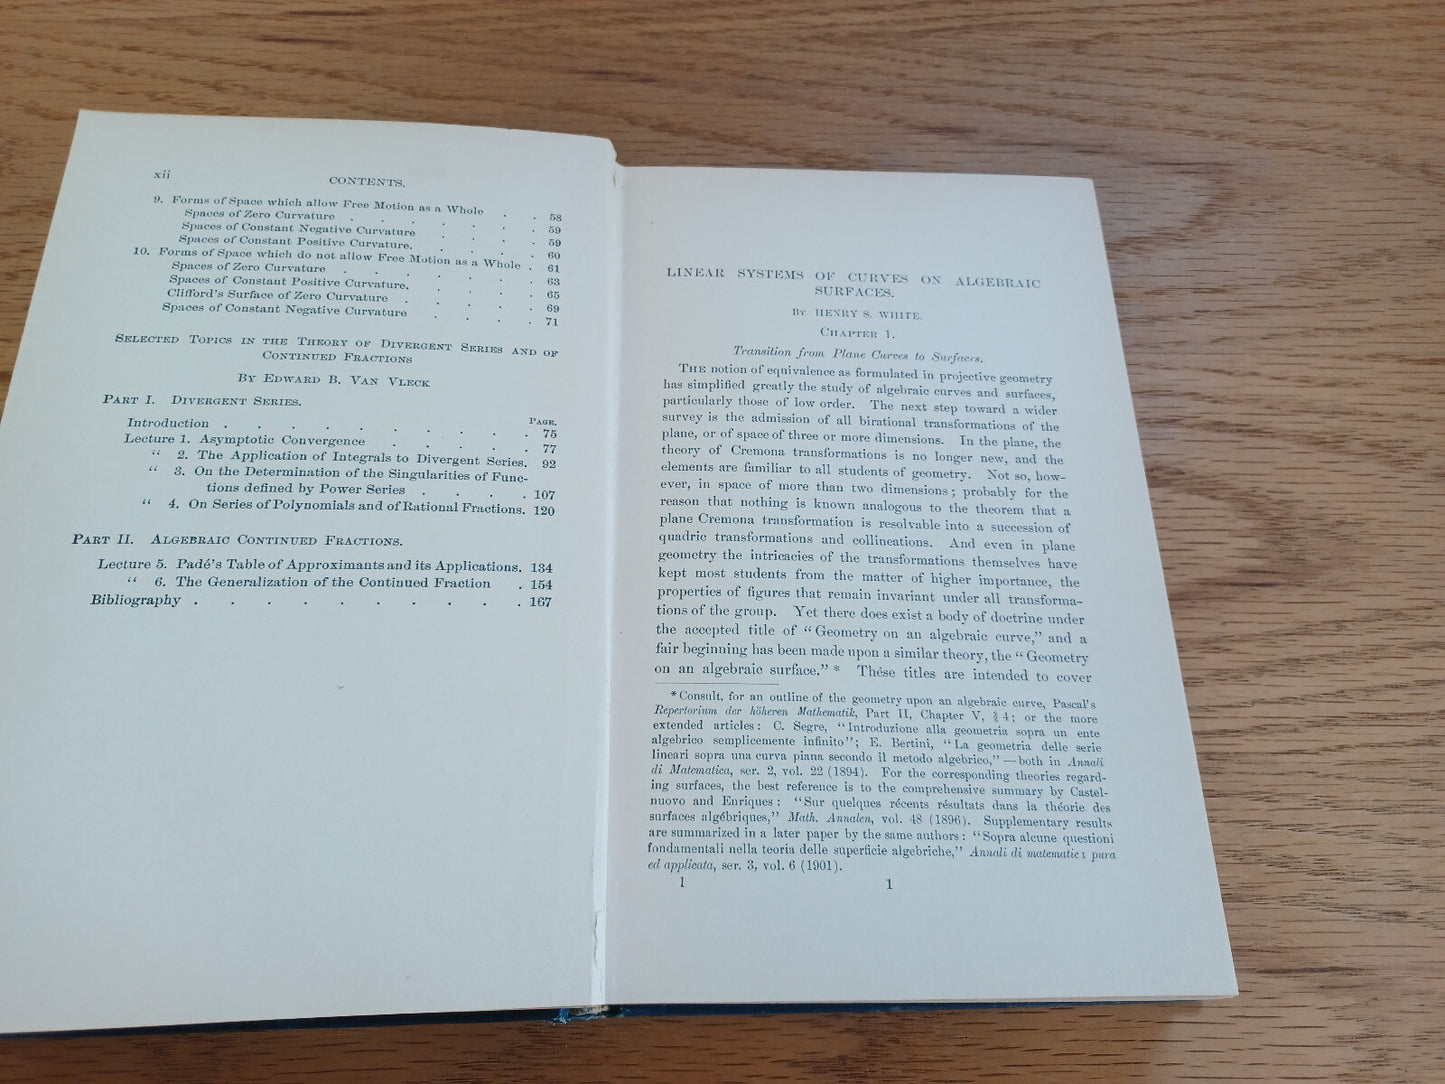 xii
CONTENTS.
9. Forms of Space which allow Free Motion as a Whole . . 58
Spaces of Zero Curvature . . . . . . 59
Spaces of Constant Negative Curvature . . . . 59
Spaces of Constant Positive Curvature. . . . . 60
10. Forms of Space which do not allow Free Motion as a Whole . 61
Spaces of Zero Curvature . . . . . . 63
Spaces of Constant Positive Curvature. . . . . 65
Clifford's Surface of Zero Curvature . . . . . 69
Spaces of Constant Negative Curvature . . . . 71
SELECTED TOPICS IN THE THEORY OF DIVERGENT SERIES AND OF
CONTINUED FRACTIONS
BY EDWARD B. VAN VLECK
PART I. DIVERGENT SERIES.
PAGE.
Introduction . . . . . . . . . . 75
Lecture 1. Asymptotic Convergence . . . . . 77
“ 2. The Application of Integrals to Divergent Series. 92
“ 3. On the Determination of the Singularities of Func-
tions defined by Power Series . . . . 107
“ 4. On Series of Polynomials and of Rational Fractions. 120
PART II. ALGEBRAIC CONTINUED FRACTIONS.
Lecture 5. Padé's Table of Approximants and its Applications. 134
“ 6. The Generalization of the Continued Fraction . 154
Bibliography . . . . . . . . . . 167
LINEAR SYSTEMS OF CURVES ON ALGEBRAIC
SURFACES.
BY HENRY S. WHITE.
CHAPTER 1.
Transition from Plane Curves to Surfaces.
THE notion of equivalence as formulated in projective geometry
has simplified greatly the study of algebraic curves and surfaces,
particularly those of low order. The next step toward a wider
survey is the admission of all birational transformations of the
plane, or of space of three or more dimensions. In the plane, the
theory of Cremona transformations is no longer new, and the
elements are familiar to all students of geometry. Not so, how-
ever, in space of more than two dimensions; probably for the
reason that nothing is known analogous to the theorem that a
plane Cremona transformation is resolvable into a succession of
quadric transformations and collineations. And even in plane
geometry the intricacies of the transformations themselves have
kept most students from the matter of higher importance, the
properties of figures that remain invariant under all transforma-
tions of the group. Yet there does exist a body of doctrine under
the accepted title of “Geometry on an algebraic curve,” and a
fair beginning has been made upon a similar theory, the “Geometry
on an algebraic surface.”* These titles are intended to cover
*Consult, for an outline of the geometry upon an algebraic curve, Pascal's
Repertorium der höheren Mathematik, Part II, Chapter V, § 4; or the more
extended articles: C. Segre, “Introduzione alla geometria sopra un ente
algebrico semplicemente infinito”; E. Bertini, “La geometria delle serie
lineari sopra una curva piana secondo il metodo algebrico,”—both in Annali
di Matematica, ser. 2, vol. 22 (1894). For the corresponding theories regard-
ing surfaces, the best reference is to the comprehensive summary by Castel-
nuovo and Enriques: “Sur quelques récents résultats dans la théorie des
surfaces algébriques,” Math. Annalen, vol. 48 (1896). Supplementary results
are summarized in a later paper by the same authors: “Sopra alcune questioni
fondamentali nella teoria delle superficie algebriche,” Annali di matematica pura
ed applicata, ser. 3, vol. 6 (1901).
1 1